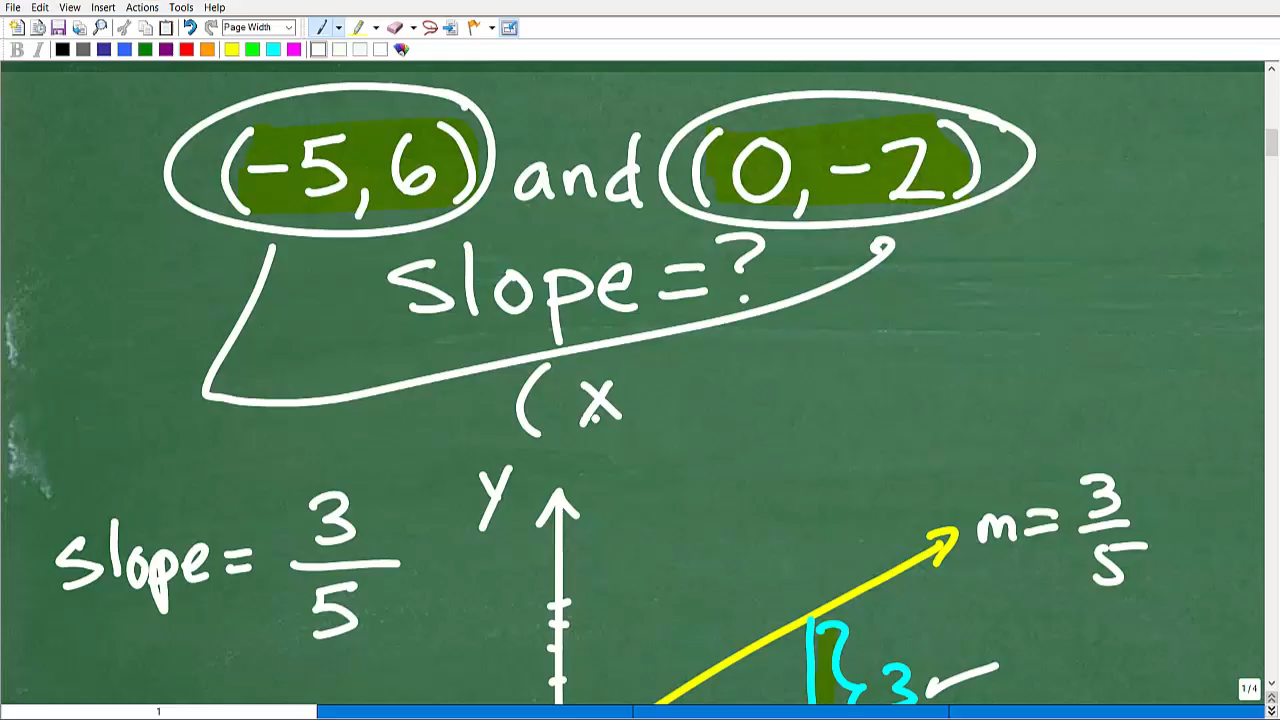 File Edit View Insert Actions Tools Help
Page Width
B I
(-5,6) and (0,-2)
slope=?
(x
y
slope= 3/5
m= 3/5
3
1/4
1